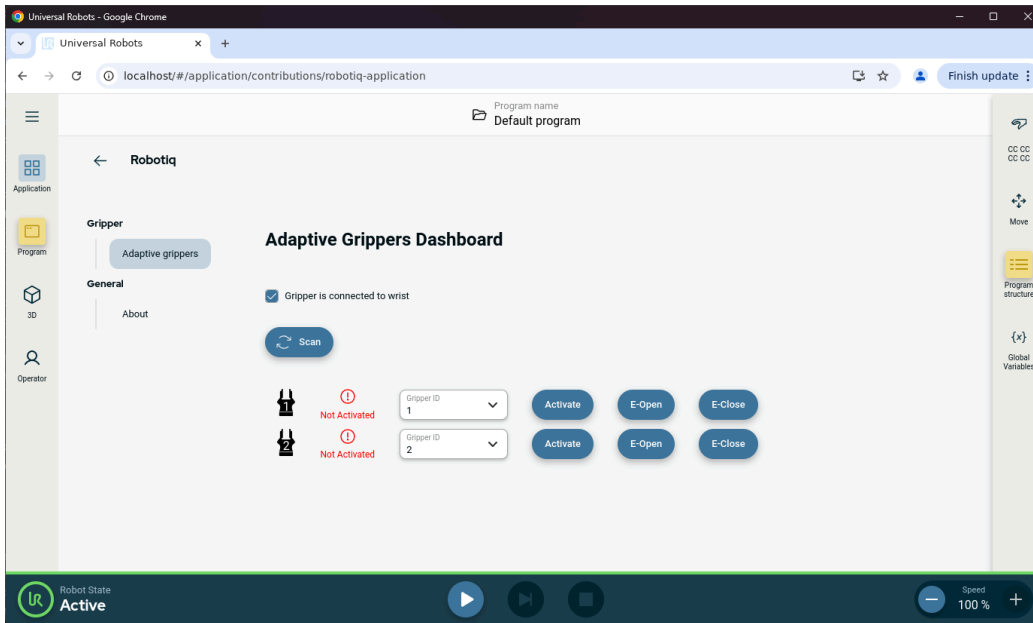 Universal Robots - Google Chrome
Universal Robots
localhost/#/application/contributions/robotiq-application
Finish update
Program name
Default program
Application
Program
3D
Operator
Robotiq
Gripper
Adaptive grippers
General
About
Adaptive Grippers Dashboard
Gripper is connected to wrist
Scan
1
Not Activated
Gripper ID
1
Activate
E-Open
E-Close
2
Not Activated
Gripper ID
2
Activate
E-Open
E-Close
CC CC
CC CC
Move
Program
structure
{x}
Global
Variables
UR
Robot State
Active
Speed
100 %